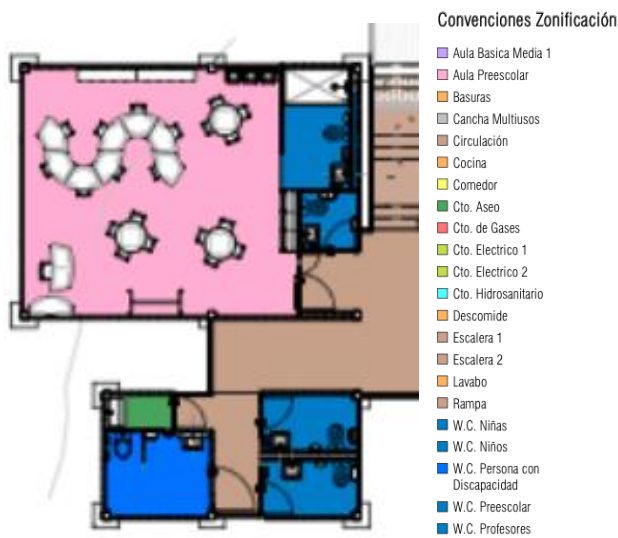 Convenciones Zonificación
Aula Basica Media 1
Aula Preescolar
Basuras
Cancha Multiusos
Circulación
Cocina
Comedor
Cto. Aseo
Cto. de Gases
Cto. Electrico 1
Cto. Electrico 2
Cto. Hidrosanitario
Descomide
Escalera 1
Escalera 2
Lavabo
Rampa
W.C. Niñas
W.C. Niños
W.C. Persona con
Discapacidad
W.C. Preescolar
W.C. Profesores